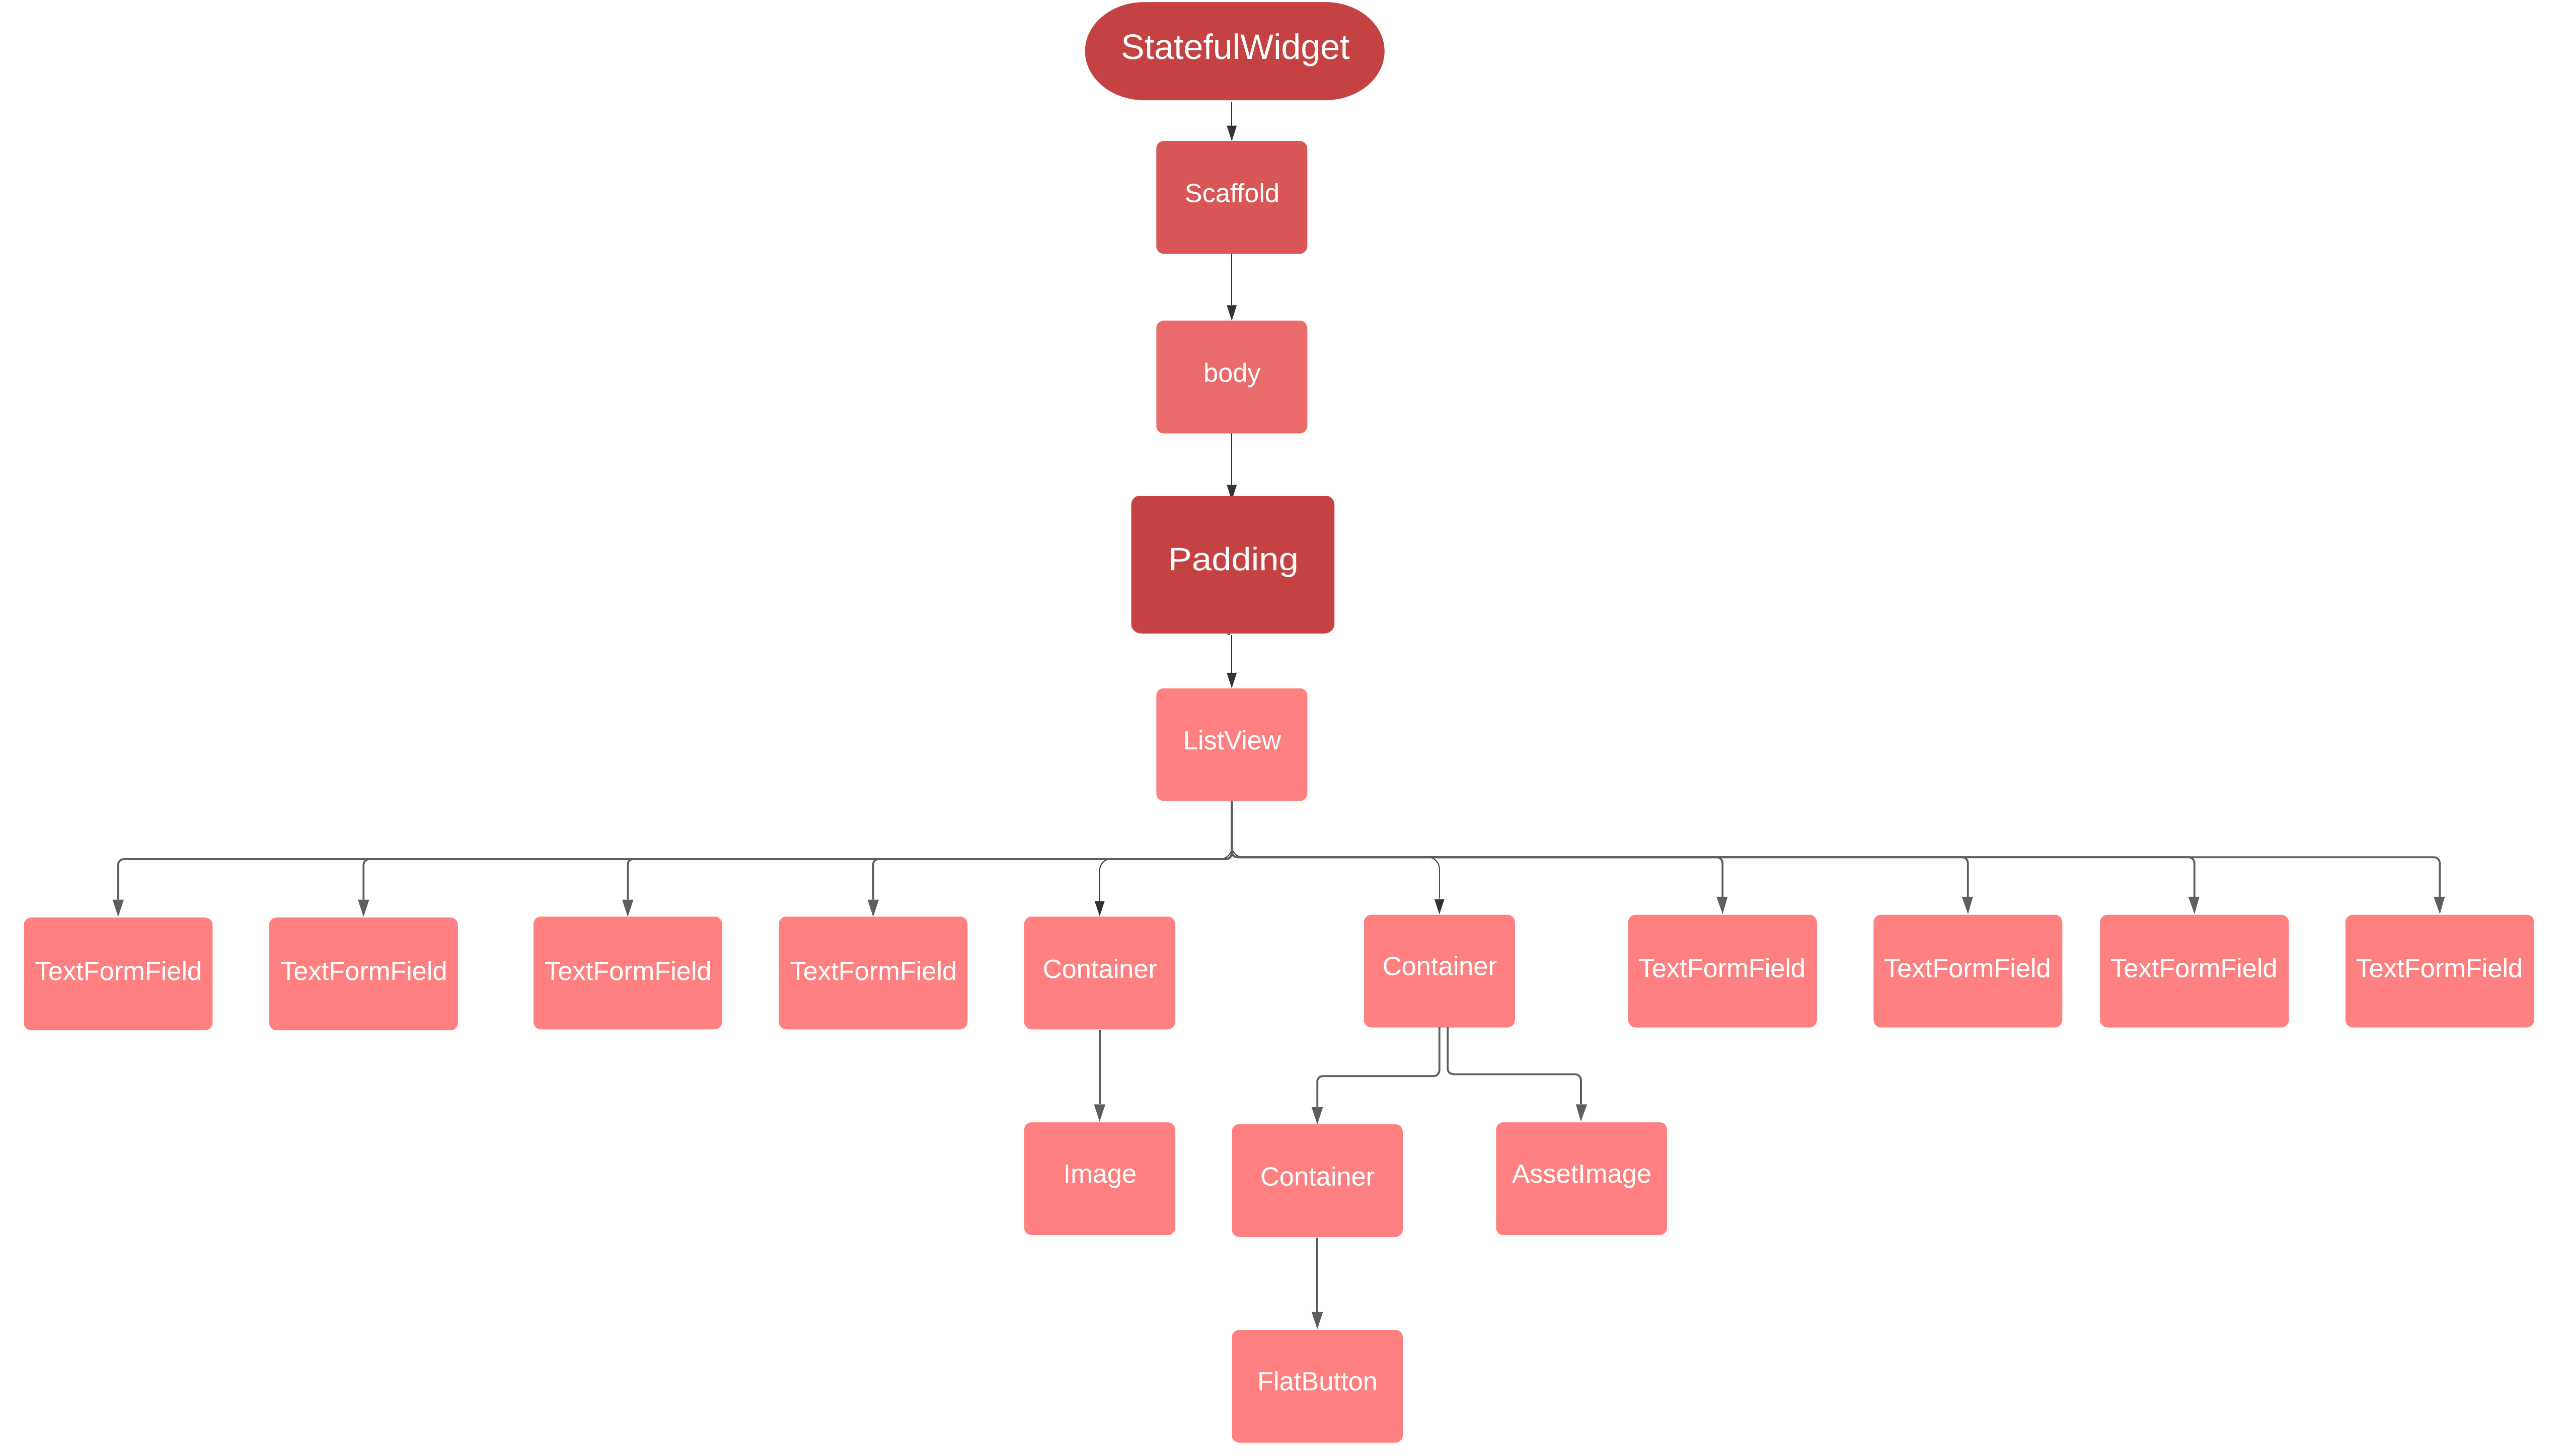 StatefulWidget
Scaffold
body
Padding
ListView
TextFormField
TextFormField
TextFormField
TextFormField
Container
Container
TextFormField
TextFormField
TextFormField
TextFormField
Image
Container
AssetImage
FlatButton